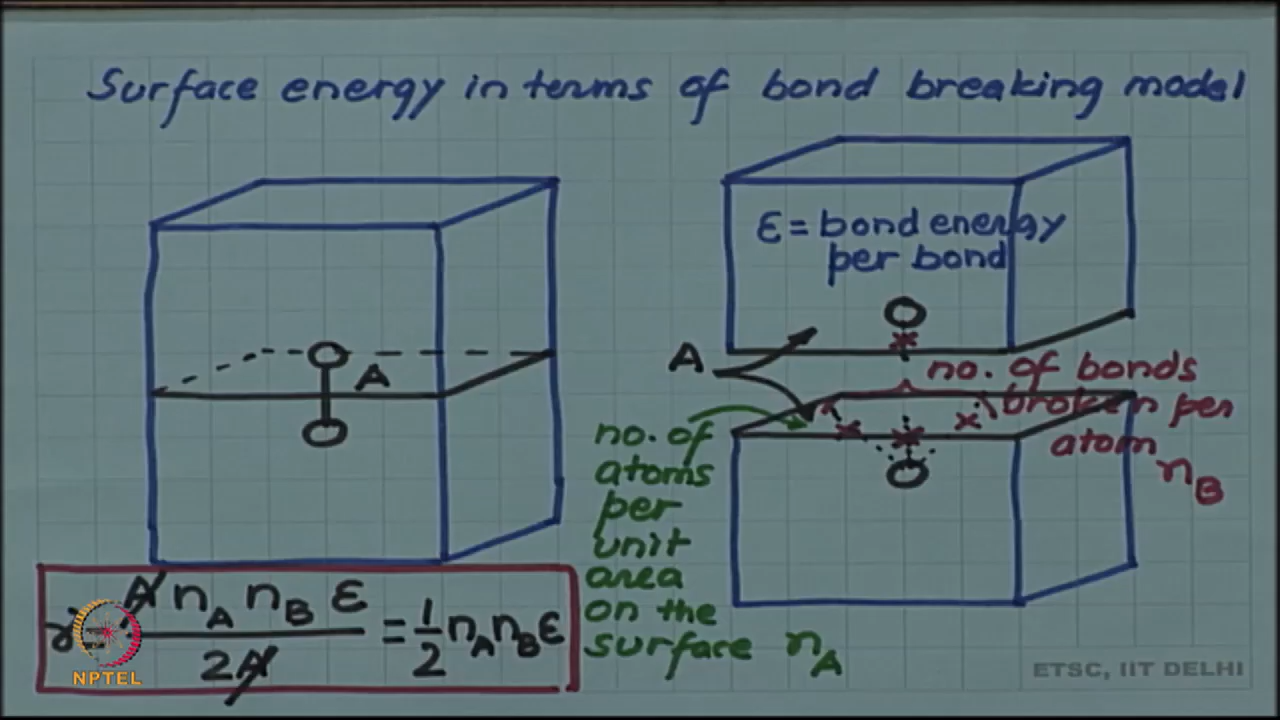 Surface energy in terms of bond breaking model
A
ε = bond energy
per bond
A
no. of bonds
broken per
atom
n_B
no. of
atoms
per
unit
area
on the
surface n_A
γ = A n_A n_B ε / 2A = 1/2 n_A n_B ε
NPTEL
ETSC, IIT DELHI